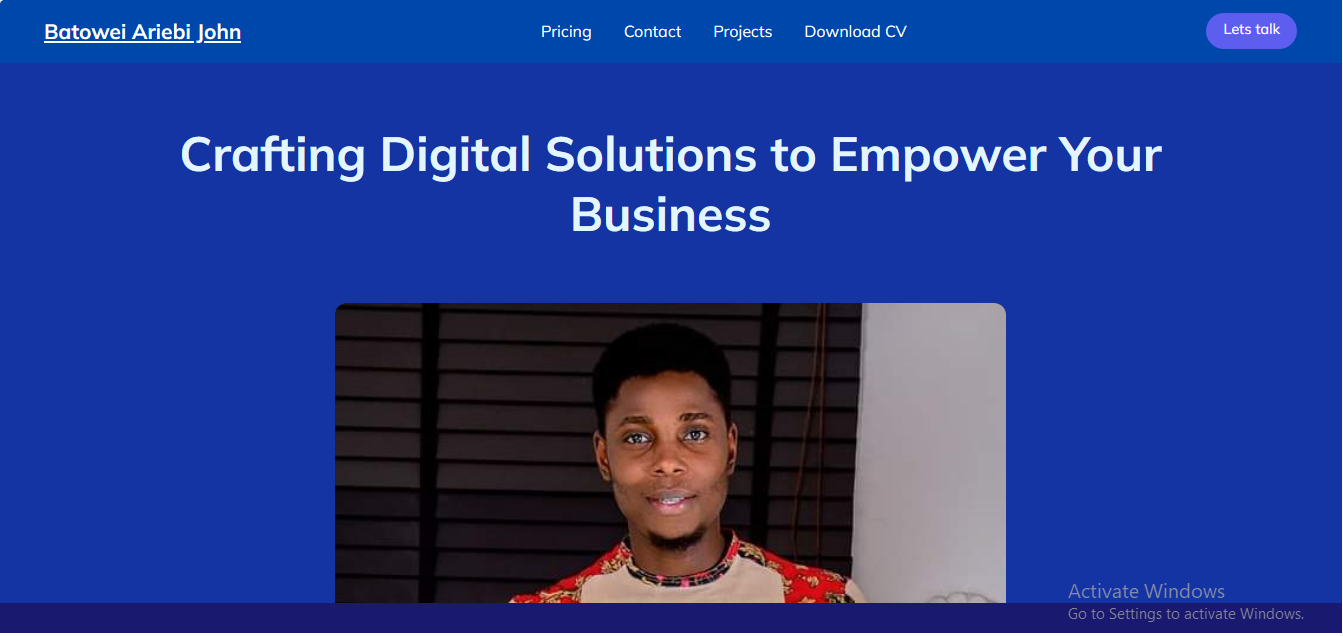 Batowei Ariebi John
Pricing
Contact
Projects
Download CV
Lets talk
Crafting Digital Solutions to Empower Your
Business
Activate Windows
Go to Settings to activate Windows.